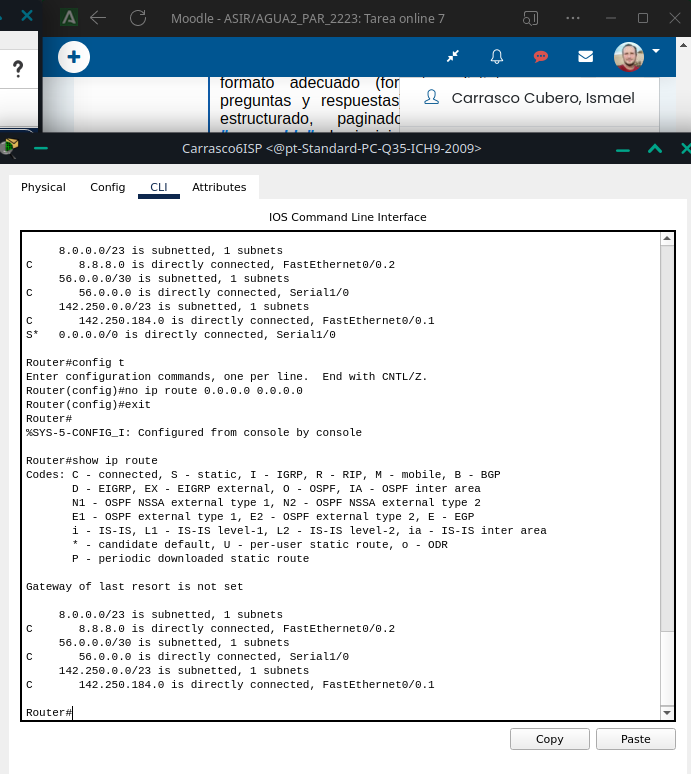 Moodle - ASIR/AGUA2_PAR_2223: Tarea online 7
?
formato adecuado
preguntas y respuestas
estructurado, paginado
Carrasco Cubero, Ismael
Carrasco6ISP <@pt-Standard-PC-Q35-ICH9-2009>
Physical Config CLI Attributes
IOS Command Line Interface
8.0.0.0/23 is subnetted, 1 subnets
C 8.8.8.0 is directly connected, FastEthernet0/0.2
56.0.0.0/30 is subnetted, 1 subnets
C 56.0.0.0 is directly connected, Serial1/0
142.250.0.0/23 is subnetted, 1 subnets
C 142.250.184.0 is directly connected, FastEthernet0/0.1
S* 0.0.0.0/0 is directly connected, Serial1/0
Router#config t
Enter configuration commands, one per line. End with CNTL/Z.
Router(config)#no ip route 0.0.0.0 0.0.0.0
Router(config)#exit
Router#
%SYS-5-CONFIG_I: Configured from console by console
Router#show ip route
Codes: C - connected, S - static, I - IGRP, R - RIP, M - mobile, B - BGP
D - EIGRP, EX - EIGRP external, O - OSPF, IA - OSPF inter area
N1 - OSPF NSSA external type 1, N2 - OSPF NSSA external type 2
E1 - OSPF external type 1, E2 - OSPF external type 2, E - EGP
i - IS-IS, L1 - IS-IS level-1, L2 - IS-IS level-2, ia - IS-IS inter area
* - candidate default, U - per-user static route, o - ODR
P - periodic downloaded static route
Gateway of last resort is not set
8.0.0.0/23 is subnetted, 1 subnets
C 8.8.8.0 is directly connected, FastEthernet0/0.2
56.0.0.0/30 is subnetted, 1 subnets
C 56.0.0.0 is directly connected, Serial1/0
142.250.0.0/23 is subnetted, 1 subnets
C 142.250.184.0 is directly connected, FastEthernet0/0.1
Router#
Copy Paste